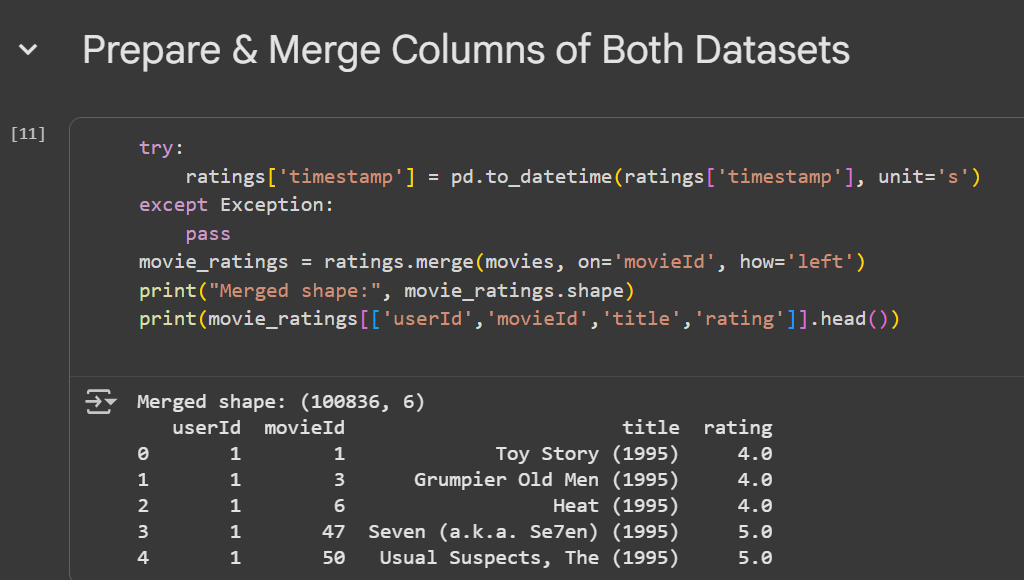 Prepare & Merge Columns of Both Datasets
[11]
try:
    ratings['timestamp'] = pd.to_datetime(ratings['timestamp'], unit='s')
except Exception:
    pass
movie_ratings = ratings.merge(movies, on='movieId', how='left')
print("Merged shape:", movie_ratings.shape)
print(movie_ratings[['userId','movieId','title','rating']].head())
Merged shape: (100836, 6)
   userId  movieId                        title  rating
0       1        1             Toy Story (1995)     4.0
1       1        3      Grumpier Old Men (1995)     4.0
2       1        6                  Heat (1995)     4.0
3       1       47  Seven (a.k.a. Se7en) (1995)     5.0
4       1       50   Usual Suspects, The (1995)     5.0